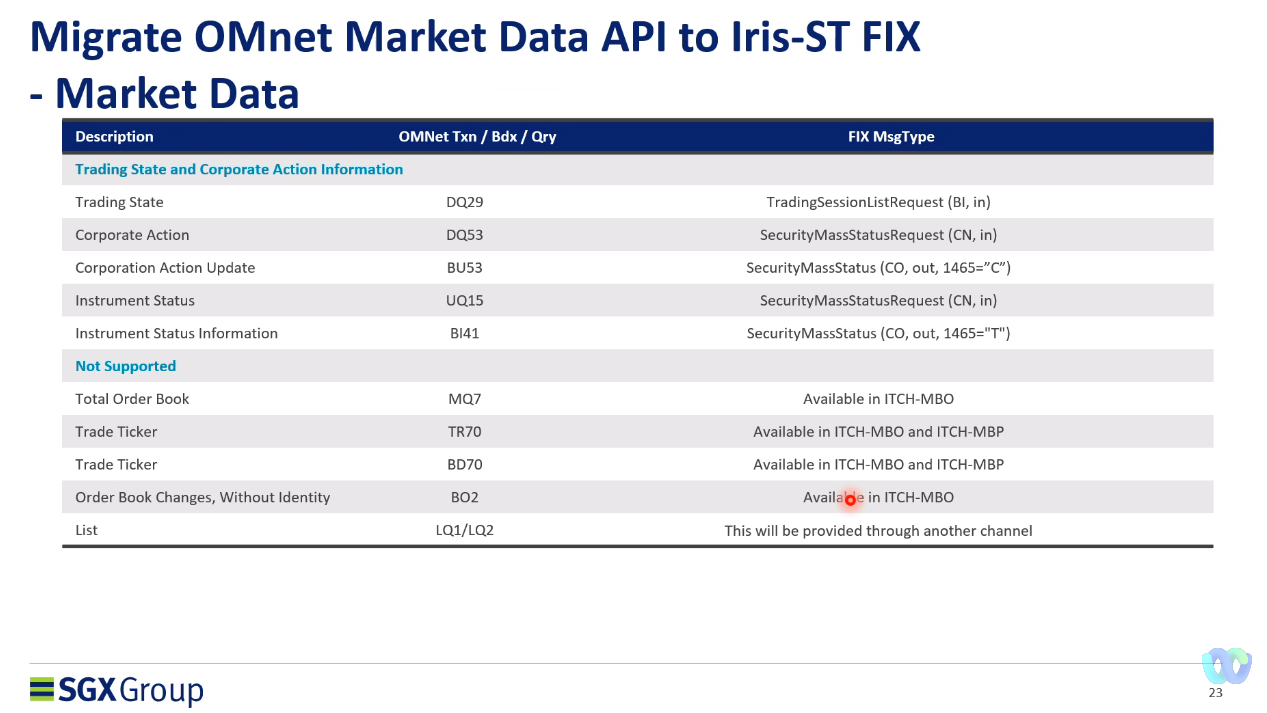 Migrate OMnet Market Data API to Iris-ST FIX
- Market Data
Description OMNet Txn / Bdx / Qry FIX MsgType
Trading State and Corporate Action Information
Trading State DQ29 TradingSessionListRequest (BI, in)
Corporate Action DQ53 SecurityMassStatusRequest (CN, in)
Corporation Action Update BU53 SecurityMassStatus (CO, out, 1465=”C”)
Instrument Status UQ15 SecurityMassStatusRequest (CN, in)
Instrument Status Information BI41 SecurityMassStatus (CO, out, 1465="T")
Not Supported
Total Order Book MQ7 Available in ITCH-MBO
Trade Ticker TR70 Available in ITCH-MBO and ITCH-MBP
Trade Ticker BD70 Available in ITCH-MBO and ITCH-MBP
Order Book Changes, Without Identity BO2 Available in ITCH-MBO
List LQ1/LQ2 This will be provided through another channel
SGX Group
23